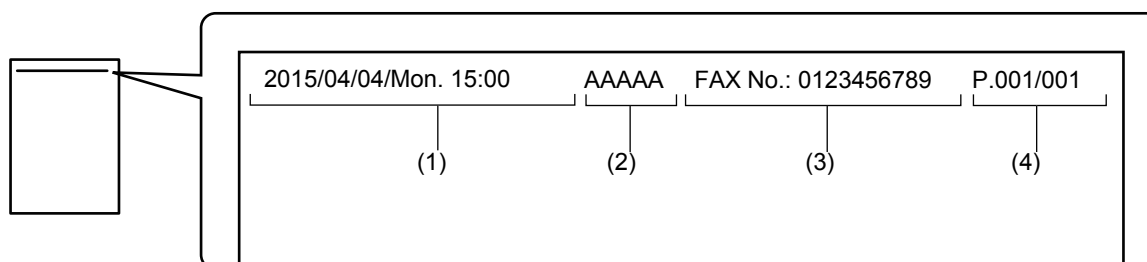 2015/04/04/Mon. 15:00 AAAAA FAX No.: 0123456789 P.001/001
(1) (2) (3) (4)